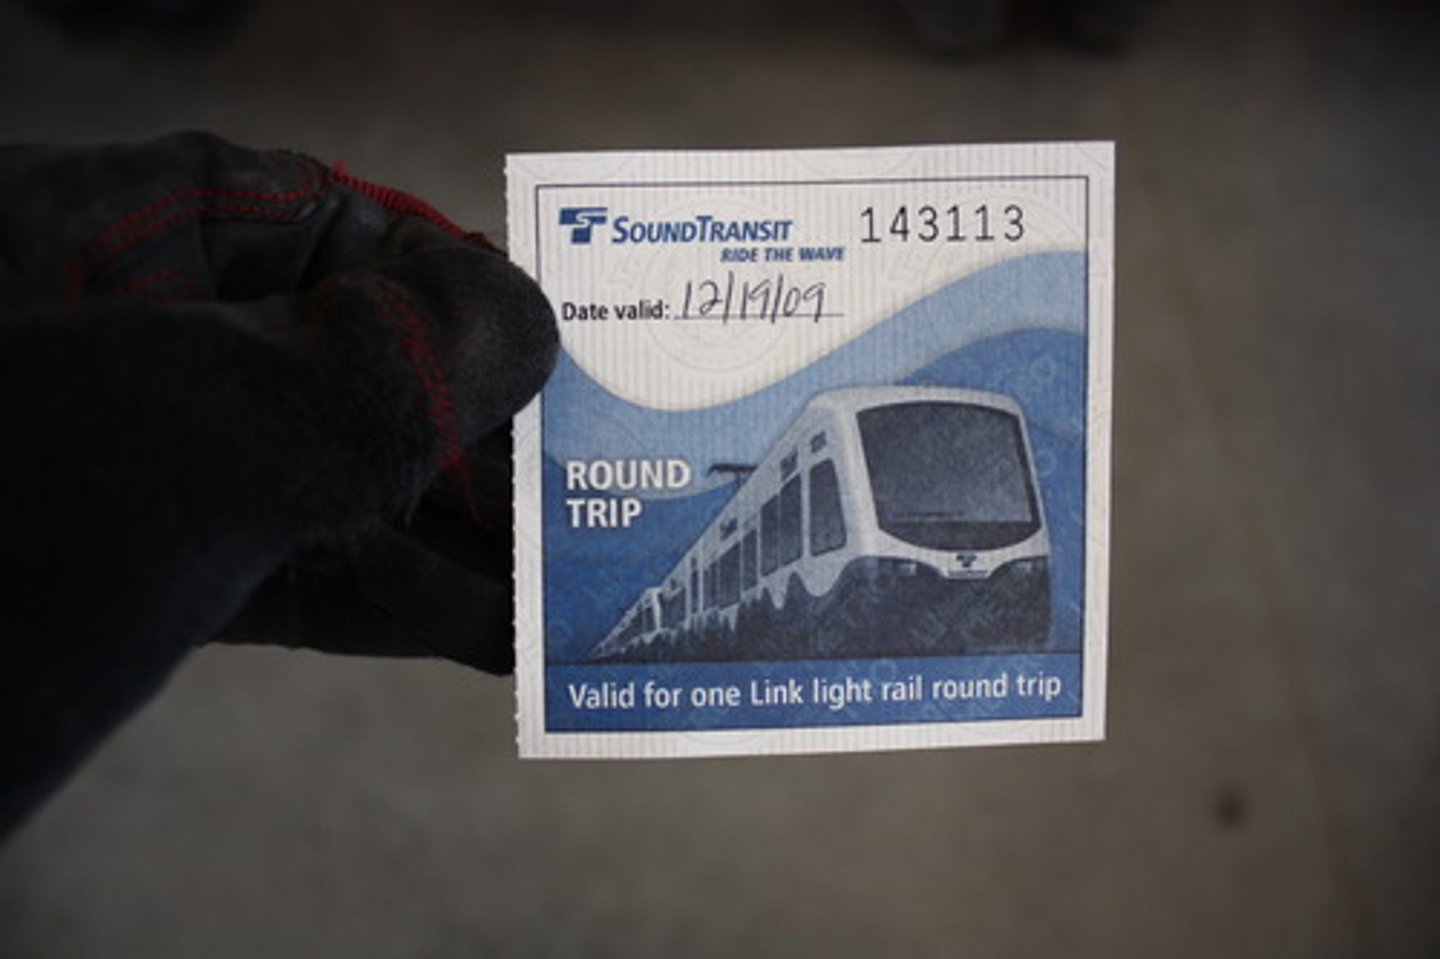 SOUNDTRANSIT 143113
RIDE THE WAVE
Date valid: 12/19/09
ROUND
TRIP
Valid for one Link light rail round trip